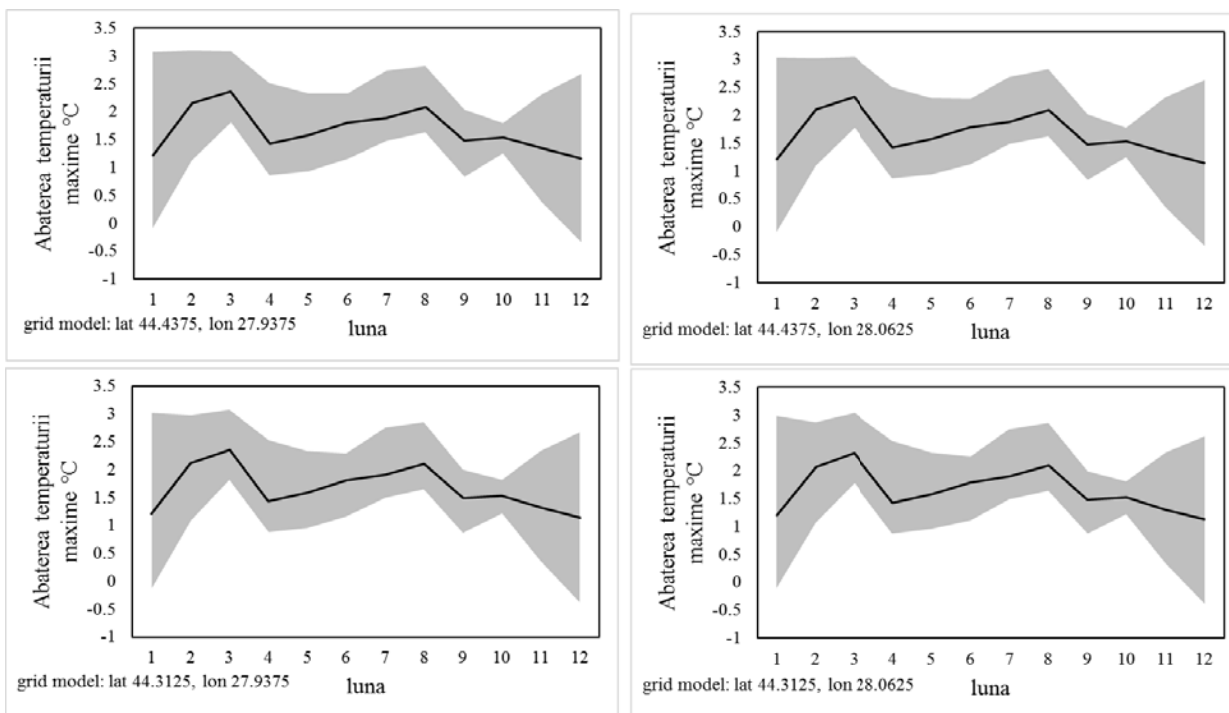 Abaterea temperaturii
maxime °C
3.5
3
2.5
2
1.5
1
0.5
0
-0.5
-1
1 2 3 4 5 6 7 8 9 10 11 12
grid model: lat 44.4375, lon 27.9375
luna
Abaterea temperaturii
maxime °C
3.5
3
2.5
2
1.5
1
0.5
0
-0.5
-1
1 2 3 4 5 6 7 8 9 10 11 12
grid model: lat 44.4375, lon 28.0625
luna
Abaterea temperaturii
maxime °C
3.5
3
2.5
2
1.5
1
0.5
0
-0.5
-1
1 2 3 4 5 6 7 8 9 10 11 12
grid model: lat 44.3125, lon 27.9375
luna
Abaterea temperaturii
maxime °C
3.5
3
2.5
2
1.5
1
0.5
0
-0.5
-1
1 2 3 4 5 6 7 8 9 10 11 12
grid model: lat 44.3125, lon 28.0625
luna